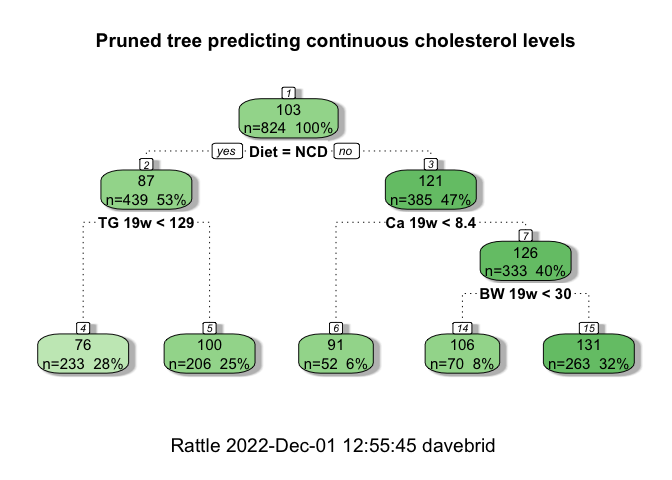 Pruned tree predicting continuous cholesterol levels
1
103
n=824 100%
yes Diet = NCD no
2
87
n=439 53%
3
121
n=385 47%
TG 19w < 129
Ca 19w < 8.4
7
126
n=333 40%
BW 19w < 30
4
76
n=233 28%
5
100
n=206 25%
6
91
n=52 6%
14
106
n=70 8%
15
131
n=263 32%
Rattle 2022-Dec-01 12:55:45 davebrid